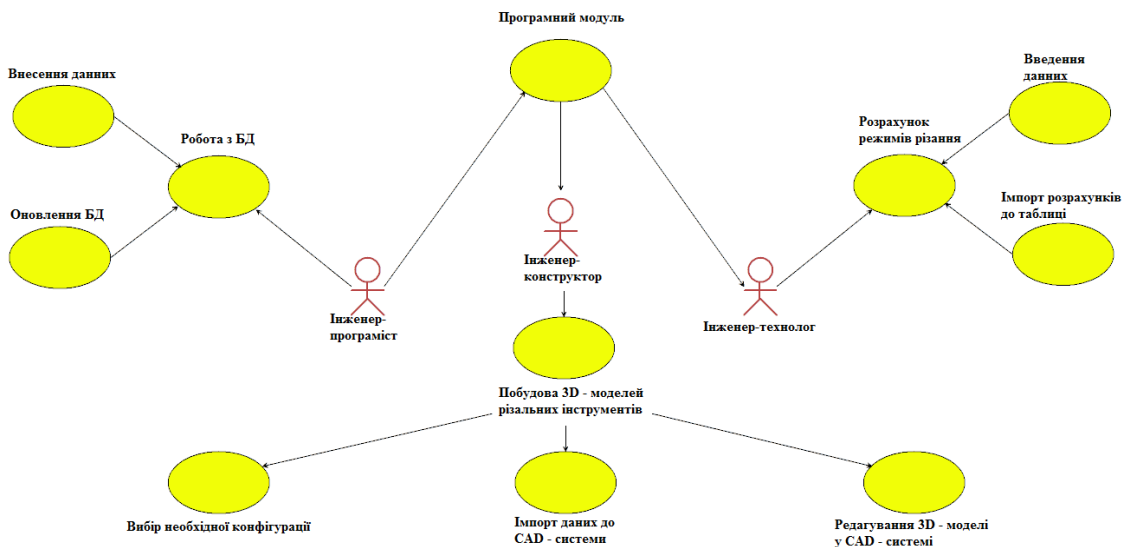 Програмний модуль
Внесення данних
Робота з БД
Оновлення БД
Введення
данних
Розрахунок
режимів різання
Імпорт розрахунків
до таблиці
Інженер-
програміст
Інженер-
конструктор
Інженер-технолог
Побудова 3D - моделей
різальних інструментів
Вибір необхідної конфігурації
Імпорт даних до
CAD - системи
Редагування 3D - моделі
у CAD - системі